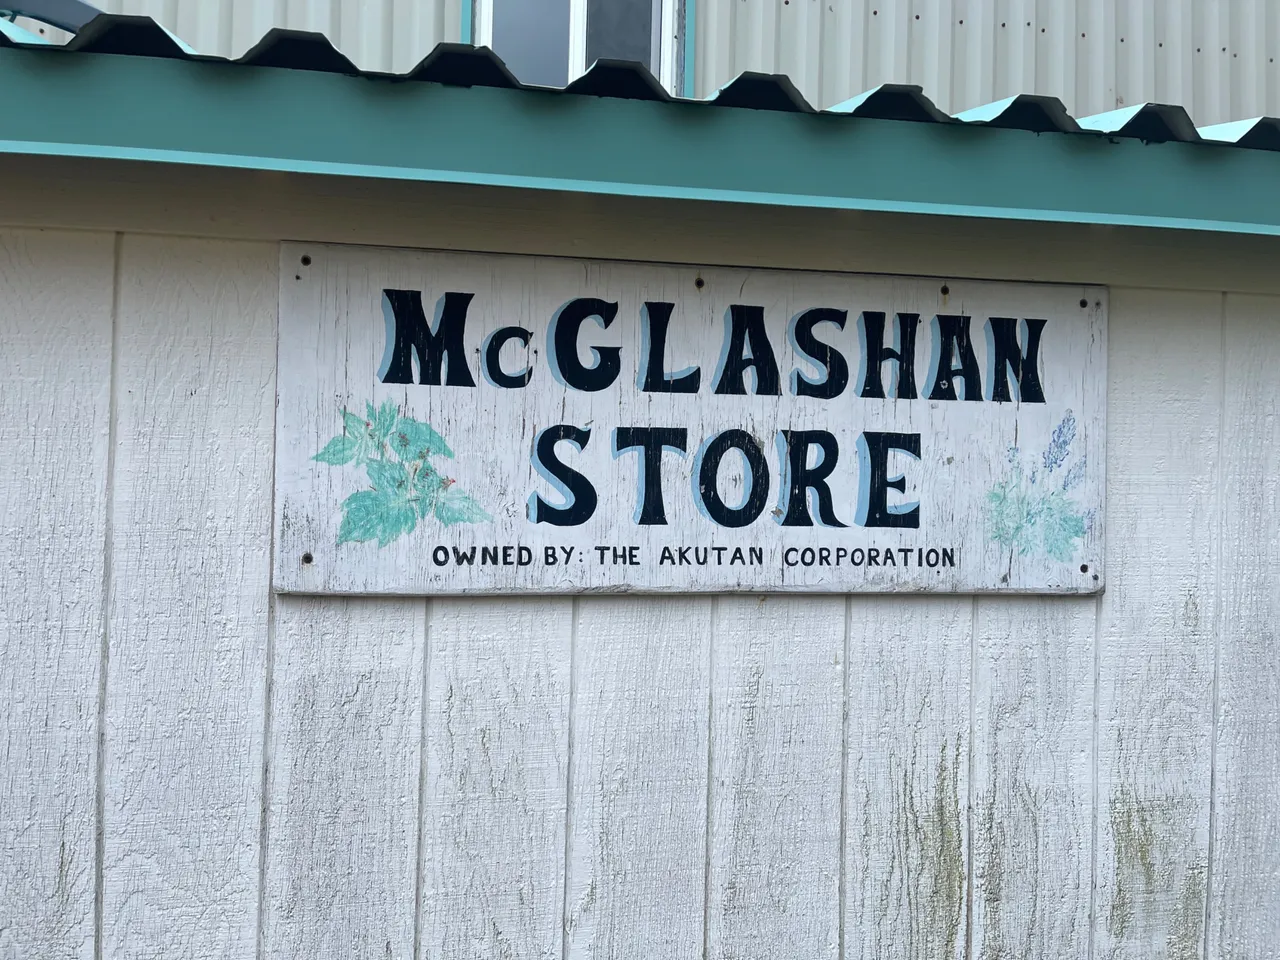 McGLASHAN
STORE
OWNED BY: THE AKUTAN CORPORATION